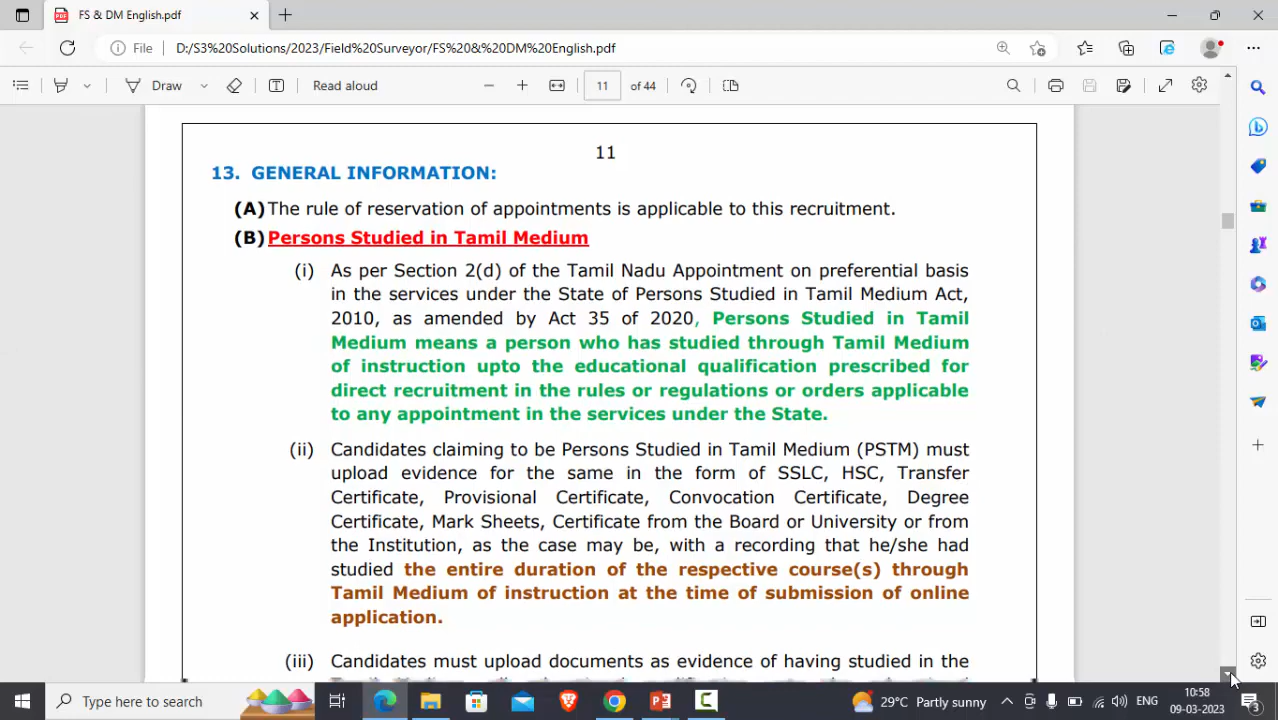 FS & DM English.pdf
File
D:/S3%20Solutions/2023/Field%20Surveyor/FS%20&%20DM%20English.pdf
Draw
Read aloud
11
of 44
11
13. GENERAL INFORMATION:
(A) The rule of reservation of appointments is applicable to this recruitment.
(B) Persons Studied in Tamil Medium
(i) As per Section 2(d) of the Tamil Nadu Appointment on preferential basis
in the services under the State of Persons Studied in Tamil Medium Act,
2010, as amended by Act 35 of 2020, Persons Studied in Tamil
Medium means a person who has studied through Tamil Medium
of instruction upto the educational qualification prescribed for
direct recruitment in the rules or regulations or orders applicable
to any appointment in the services under the State.
(ii) Candidates claiming to be Persons Studied in Tamil Medium (PSTM) must
upload evidence for the same in the form of SSLC, HSC, Transfer
Certificate, Provisional Certificate, Convocation Certificate, Degree
Certificate, Mark Sheets, Certificate from the Board or University or from
the Institution, as the case may be, with a recording that he/she had
studied the entire duration of the respective course(s) through
Tamil Medium of instruction at the time of submission of online
application.
(iii) Candidates must upload documents as evidence of having studied in the
Type here to search
29°C Partly sunny
ENG
10:58
09-03-2023
3